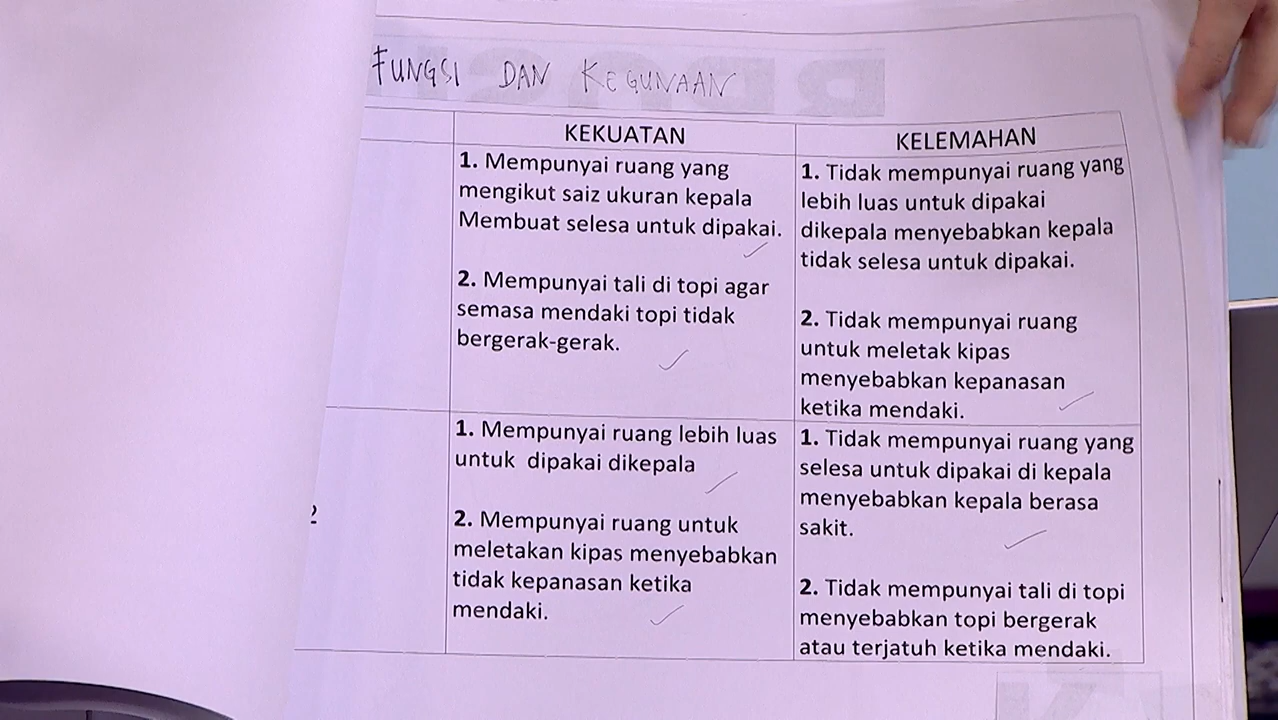 FUNGSI DAN KEGUNAAN
KEKUATAN
KELEMAHAN
1. Mempunyai ruang yang
mengikut saiz ukuran kepala
Membuat selesa untuk dipakai.
2. Mempunyai tali di topi agar
semasa mendaki topi tidak
bergerak-gerak.
1. Tidak mempunyai ruang yang
lebih luas untuk dipakai
dikepala menyebabkan kepala
tidak selesa untuk dipakai.
2. Tidak mempunyai ruang
untuk meletak kipas
menyebabkan kepanasan
ketika mendaki.
2
1. Mempunyai ruang lebih luas
untuk dipakai dikepala
2. Mempunyai ruang untuk
meletakan kipas menyebabkan
tidak kepanasan ketika
mendaki.
1. Tidak mempunyai ruang yang
selesa untuk dipakai di kepala
menyebabkan kepala berasa
sakit.
2. Tidak mempunyai tali di topi
menyebabkan topi bergerak
atau terjatuh ketika mendaki.